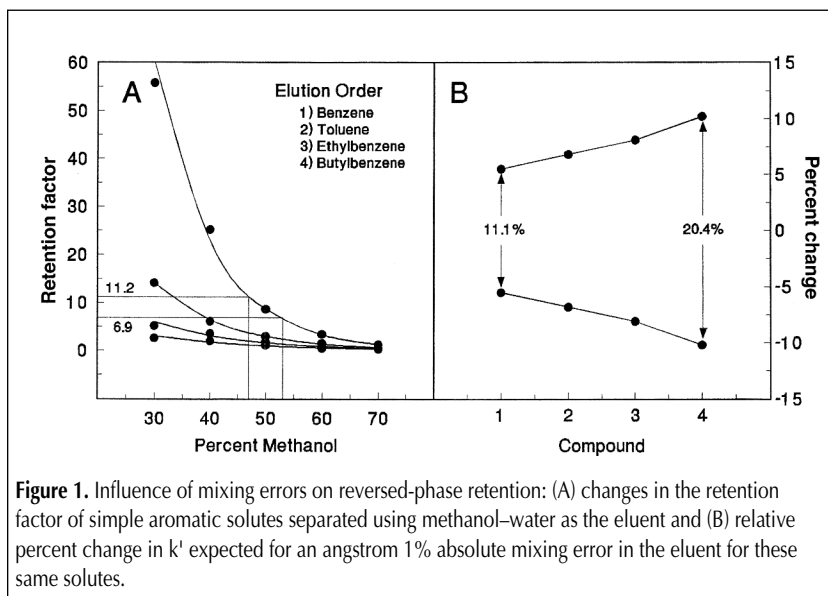 60
50
40
30
20
10
0
Retention factor
A
Elution Order
1) Benzene
2) Toluene
3) Ethylbenzene
4) Butylbenzene
11.2
6.9
30 40 50 60 70
Percent Methanol
B
11.1%
20.4%
1 2 3 4
Compound
15
10
5
0
-5
-10
-15
Percent change
Figure 1. Influence of mixing errors on reversed-phase retention: (A) changes in the retention
factor of simple aromatic solutes separated using methanol–water as the eluent and (B) relative
percent change in k' expected for an angstrom 1% absolute mixing error in the eluent for these
same solutes.